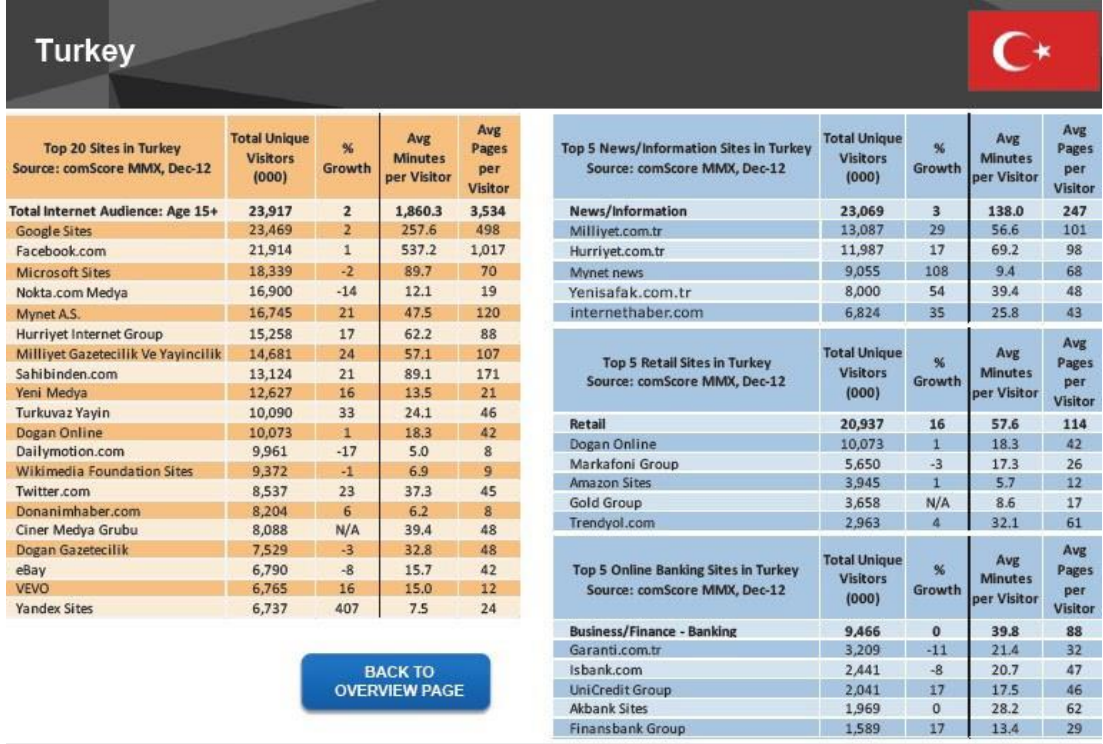 Turkey
Top 20 Sites in Turkey
Source: comScore MMX, Dec-12
Total Unique
Visitors
(000)
%
Growth
Avg
Minutes
per Visitor
Avg
Pages
per
Visitor
Total Internet Audience: Age 15+ 23,917 2 1,860.3 3,534
Google Sites 23,469 2 257.6 498
Facebook.com 21,914 1 537.2 1,017
Microsoft Sites 18,339 -2 89.7 70
Nokta.com Medya 16,900 -14 12.1 19
Mynet A.S. 16,745 21 47.5 120
Hurriyet Internet Group 15,258 17 62.2 88
Milliyet Gazetecilik Ve Yayincilik 14,681 24 57.1 107
Sahibinden.com 13,124 21 89.1 171
Yeni Medya 12,627 16 13.5 21
Turkuvaz Yayin 10,090 33 24.1 46
Dogan Online 10,073 1 18.3 42
Dailymotion.com 9,961 -17 5.0 8
Wikimedia Foundation Sites 9,372 -1 6.9 9
Twitter.com 8,537 23 37.3 45
Donanimhaber.com 8,204 6 6.2 8
Ciner Medya Grubu 8,088 N/A 39.4 48
Dogan Gazetecilik 7,529 -3 32.8 48
eBay 6,790 -8 15.7 42
VEVO 6,765 16 15.0 12
Yandex Sites 6,737 407 7.5 24
BACK TO
OVERVIEW PAGE
Top 5 News/Information Sites in Turkey
Source: comScore MMX, Dec-12
Total Unique
Visitors
(000)
%
Growth
Avg
Minutes
per Visitor
Avg
Pages
per
Visitor
News/Information 23,069 3 138.0 247
Milliyet.com.tr 13,087 29 56.6 101
Hurriyet.com.tr 11,987 17 69.2 98
Mynet news 9,055 108 9.4 68
Yenisafak.com.tr 8,000 54 39.4 48
internethaber.com 6,824 35 25.8 43
Top 5 Retail Sites in Turkey
Source: comScore MMX, Dec-12
Total Unique
Visitors
(000)
%
Growth
Avg
Minutes
per Visitor
Avg
Pages
per
Visitor
Retail 20,937 16 57.6 114
Dogan Online 10,073 1 18.3 42
Markafoni Group 5,650 -3 17.3 26
Amazon Sites 3,945 1 5.7 12
Gold Group 3,658 N/A 8.6 17
Trendyol.com 2,963 4 32.1 61
Top 5 Online Banking Sites in Turkey
Source: comScore MMX, Dec-12
Total Unique
Visitors
(000)
%
Growth
Avg
Minutes
per Visitor
Avg
Pages
per
Visitor
Business/Finance - Banking 9,466 0 39.8 88
Garanti.com.tr 3,209 -11 21.4 32
Isbank.com 2,441 -8 20.7 47
UniCredit Group 2,041 17 17.5 46
Akbank Sites 1,969 0 28.2 62
Finansbank Group 1,589 17 13.4 29